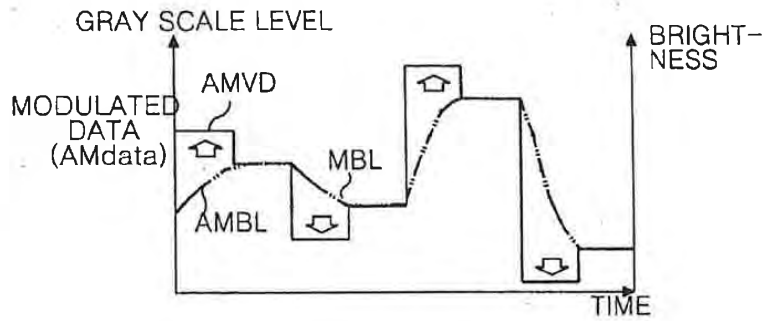 GRAY SCALE LEVEL
BRIGHT-
NESS
AMVD
MODULATED
DATA
(AMdata)
MBL
AMBL
TIME